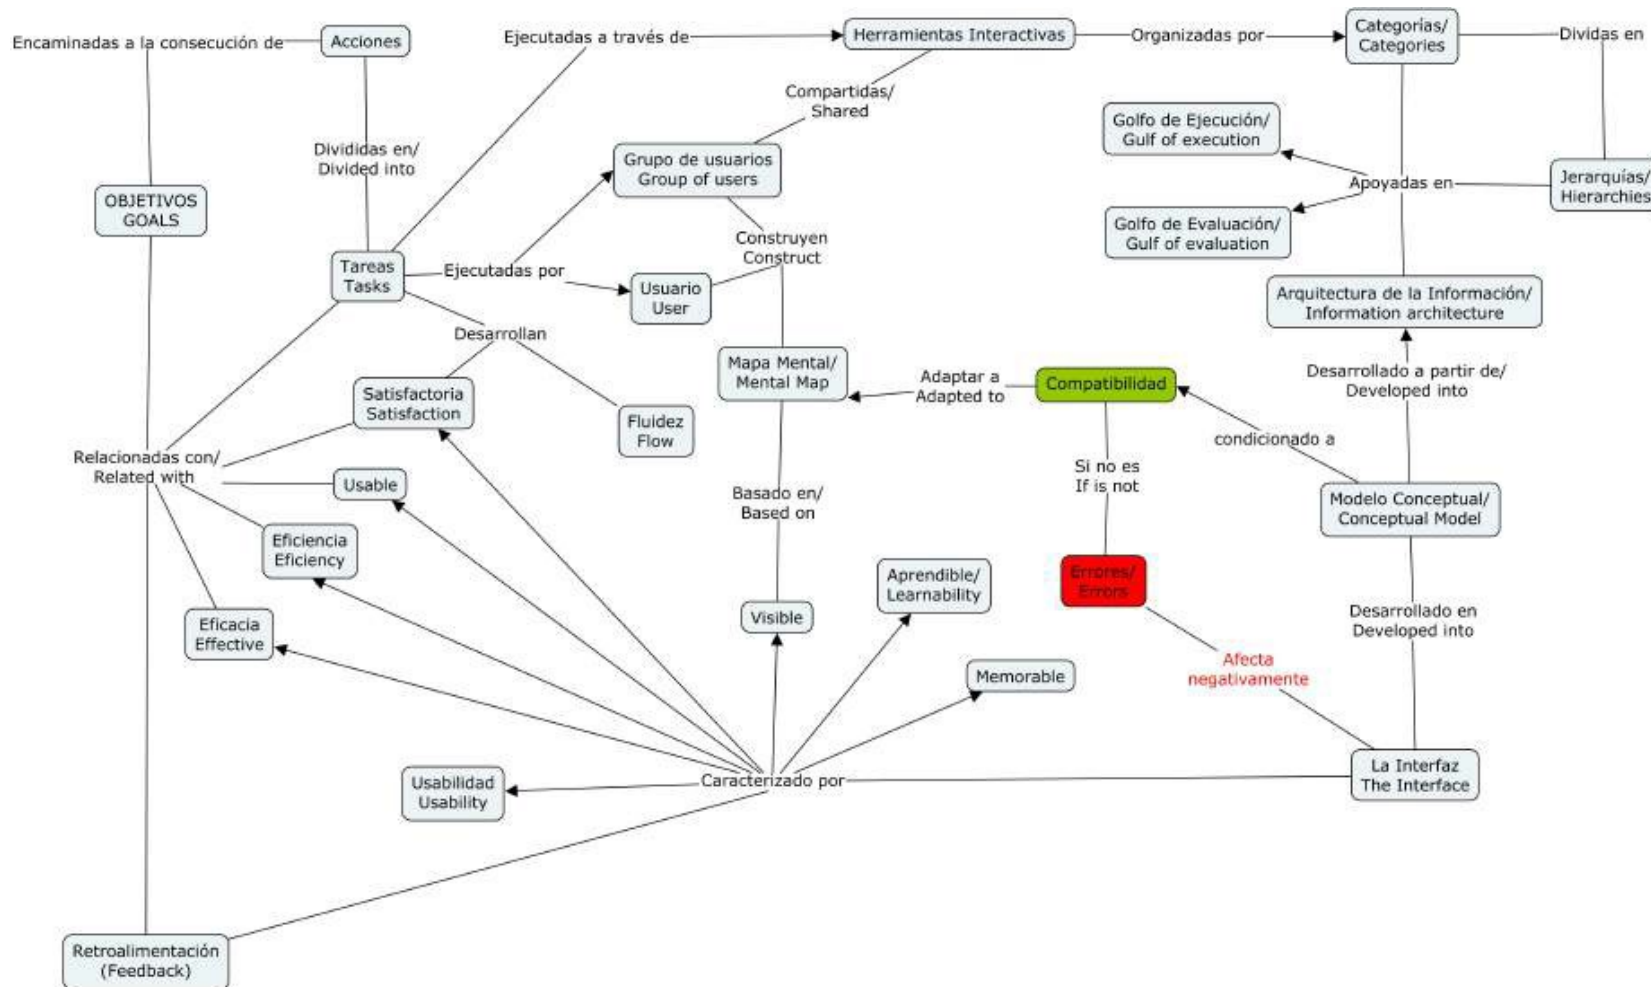 Encaminadas a la consecución de
Acciones
Ejecutadas a través de
Herramientas Interactivas
Organizadas por
Categorías/
Categories
Dividas en
Compartidas/
Shared
Golfo de Ejecución/
Gulf of execution
Divididas en/
Divided into
Grupo de usuarios
Group of users
Apoyadas en
Jerarquías/
Hierarchies
OBJETIVOS
GOALS
Golfo de Evaluación/
Gulf of evaluation
Construyen
Construct
Tareas
Tasks
Ejecutadas por
Usuario
User
Arquitectura de la Información/
Information architecture
Desarrollan
Mapa Mental/
Mental Map
Adaptar a
Adapted to
Compatibilidad
Desarrollado a partir de/
Developed into
Satisfactoria
Satisfaction
Fluidez
Flow
condicionado a
Relacionadas con/
Related with
Usable
Si no es
If is not
Basado en/
Based on
Modelo Conceptual/
Conceptual Model
Eficiencia
Eficiency
Aprendible/
Learnability
Errores/
Errors
Eficacia
Effective
Visible
Desarrollado en
Developed into
Afecta
negativamente
Memorable
Usabilidad
Usability
Caracterizado por
La Interfaz
The Interface
Retroalimentación
(Feedback)